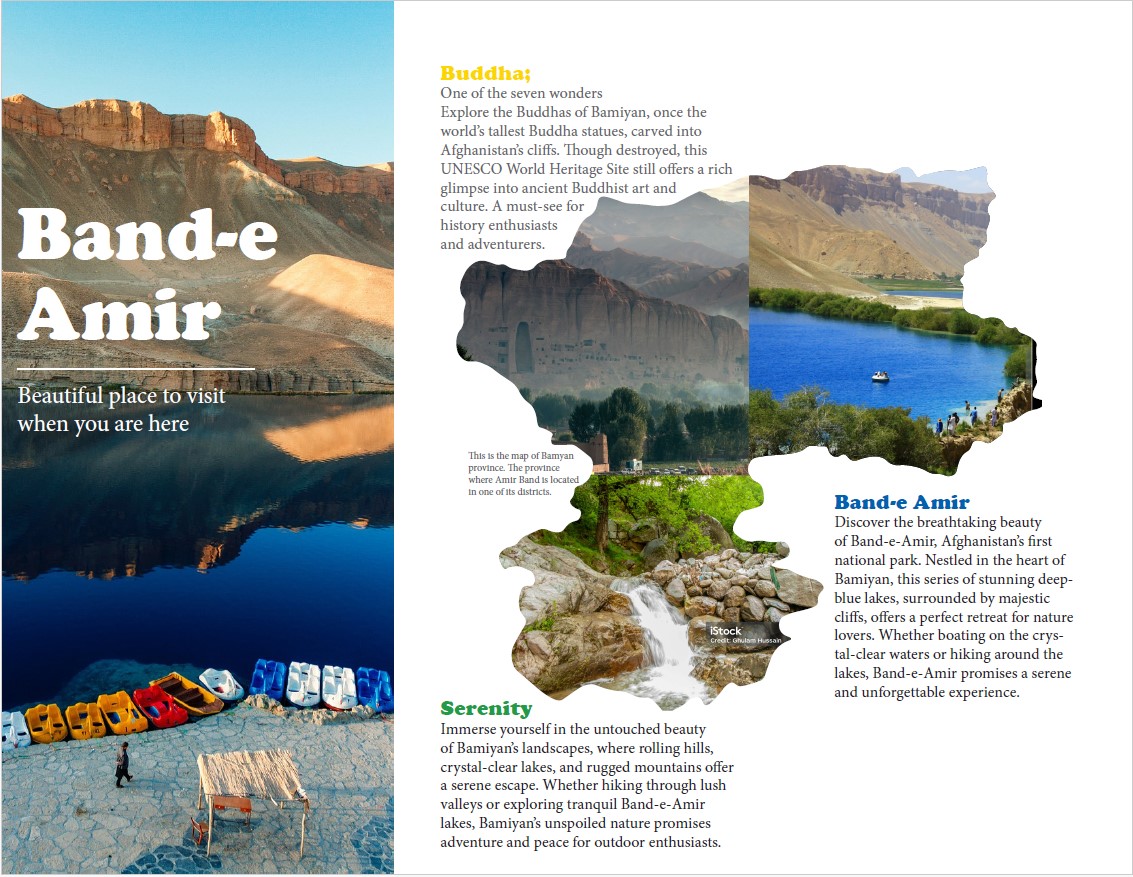 Band-e
Amir
Beautiful place to visit
when you are here
Buddha;
One of the seven wonders
Explore the Buddhas of Bamiyan, once the
world's tallest Buddha statues, carved into
Afghanistan's cliffs. Though destroyed, this
UNESCO World Heritage Site still offers a rich
glimpse into ancient Buddhist art and
culture. A must-see for
history enthusiasts
and adventurers.
This is the map of Bamyan
province. The province
where Amir Band is located
in one of its districts.
iStock
Credit: Ghulam Hussain
Band-e Amir
Discover the breathtaking beauty
of Band-e-Amir, Afghanistan's first
national park. Nestled in the heart of
Bamiyan, this series of stunning deep-
blue lakes, surrounded by majestic
cliffs, offers a perfect retreat for nature
lovers. Whether boating on the crys-
tal-clear waters or hiking around the
lakes, Band-e-Amir promises a serene
and unforgettable experience.
Serenity
Immerse yourself in the untouched beauty
of Bamiyan's landscapes, where rolling hills,
crystal-clear lakes, and rugged mountains offer
a serene escape. Whether hiking through lush
valleys or exploring tranquil Band-e-Amir
lakes, Bamiyan's unspoiled nature promises
adventure and peace for outdoor enthusiasts.